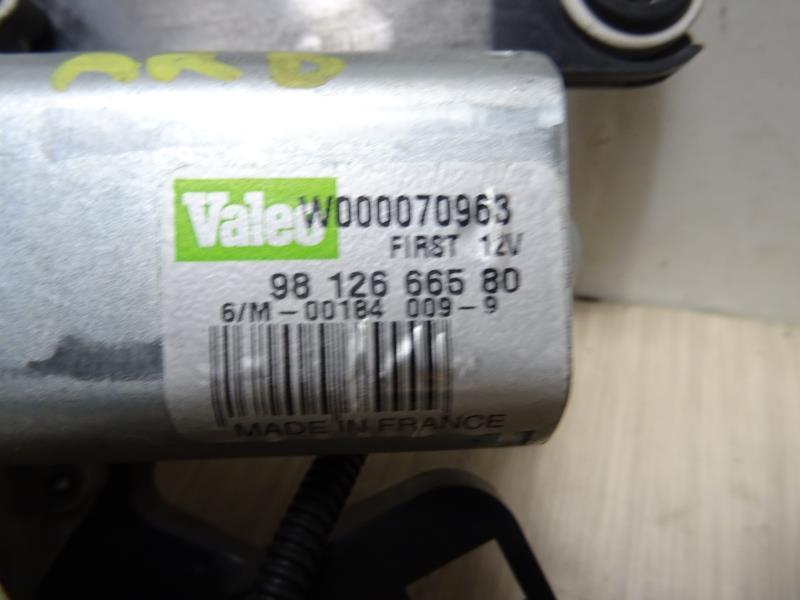 Valeo W000070963
FIRST 12V
98 126 665 80
6/M-00184 009-9
MADE IN FRANCE